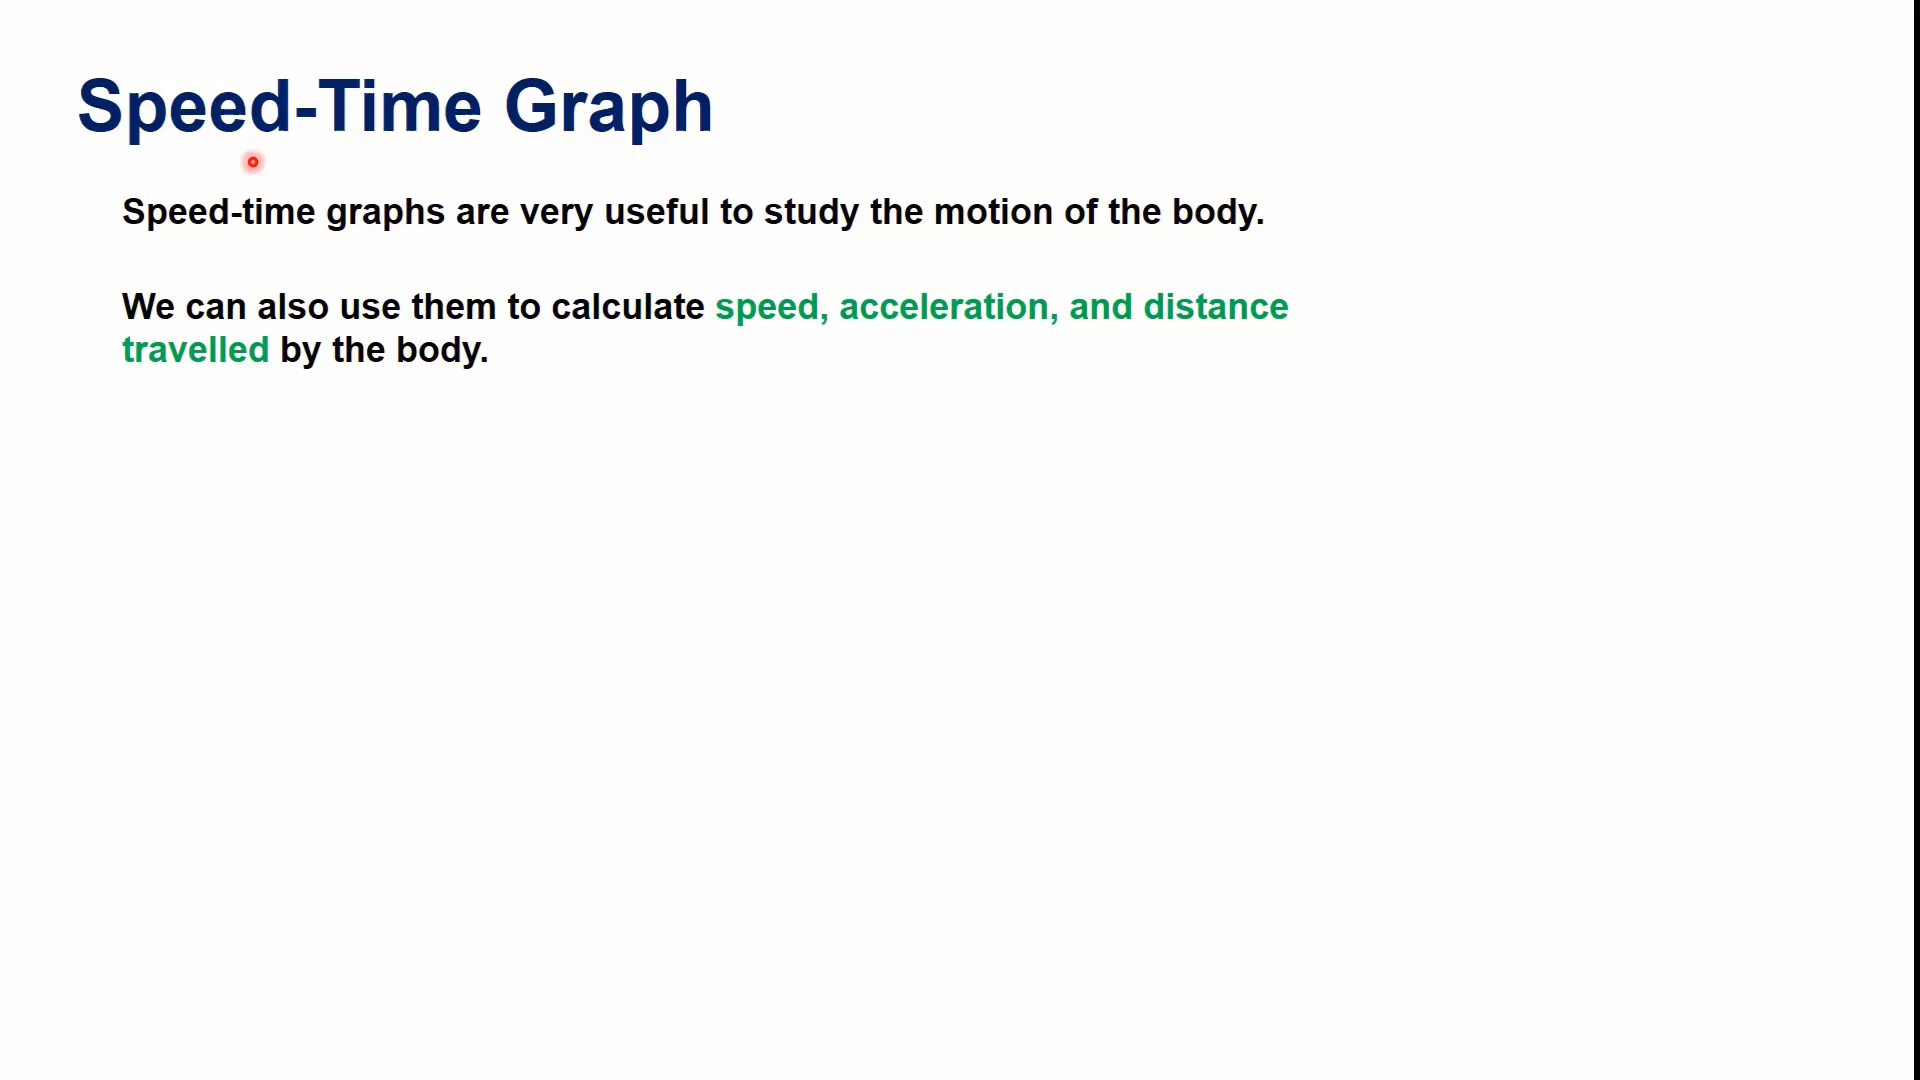 Speed-Time Graph
Speed-time graphs are very useful to study the motion of the body.
We can also use them to calculate speed, acceleration, and distance
travelled by the body.